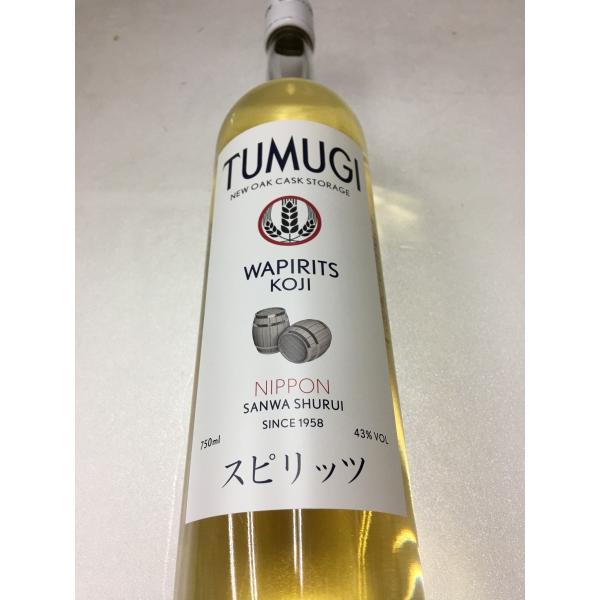 TUMUGI
NEW OAK CASK STORAGE
WAPIRITS
KOJI
NIPPON
SANWA SHURUI
SINCE 1958
750ml
43% VOL
スピリッツ